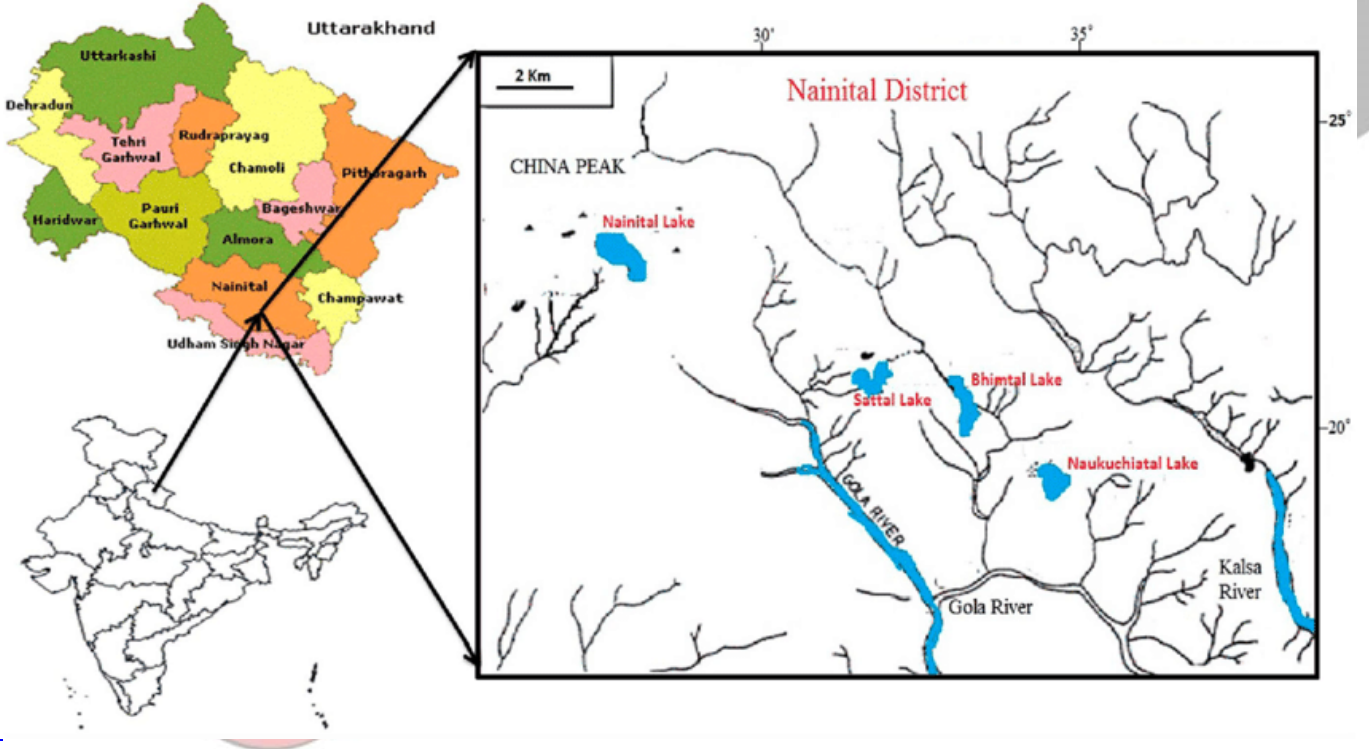 Uttarakhand
Uttarkashi
Dehradun
Tehri
Garhwal
Rudraprayag
Chamoli
Pithoragarh
Haridwar
Pauri
Garhwal
Bageshwar
Almora
Nainital
Champawat
Udham Singh Nagar
30°
35°
2 Km
Nainital District
25°
CHINA PEAK
Nainital Lake
Sattal Lake
Bhimtal Lake
20°
Naukuchiatal Lake
GOLA RIVER
Gola River
Kalsa
River